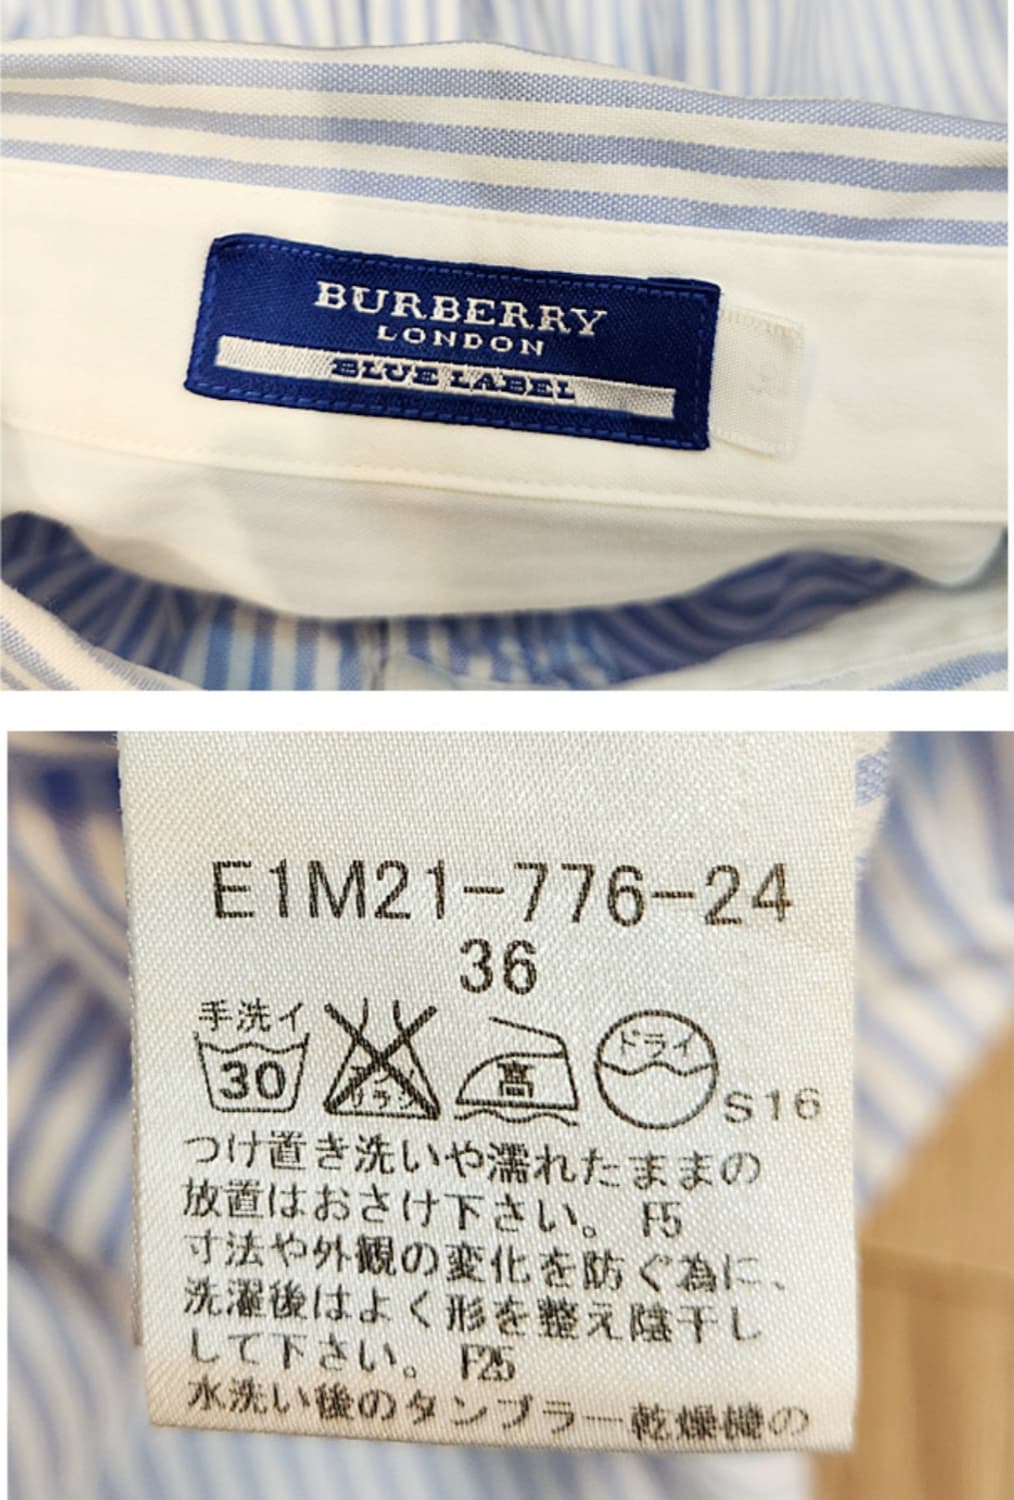 BURBERRY
LONDON
BLUE LABEL
E1M21-776-24
36
手洗イ
30
高
ドライ
S16
つけ置き洗いや濡れたままの
放置はおさけ下さい。 F5
寸法や外観の変化を防ぐ為に、
洗濯後はよく形を整え陰干し
して下さい。 F25
水洗い後のタンブラー乾燥機の